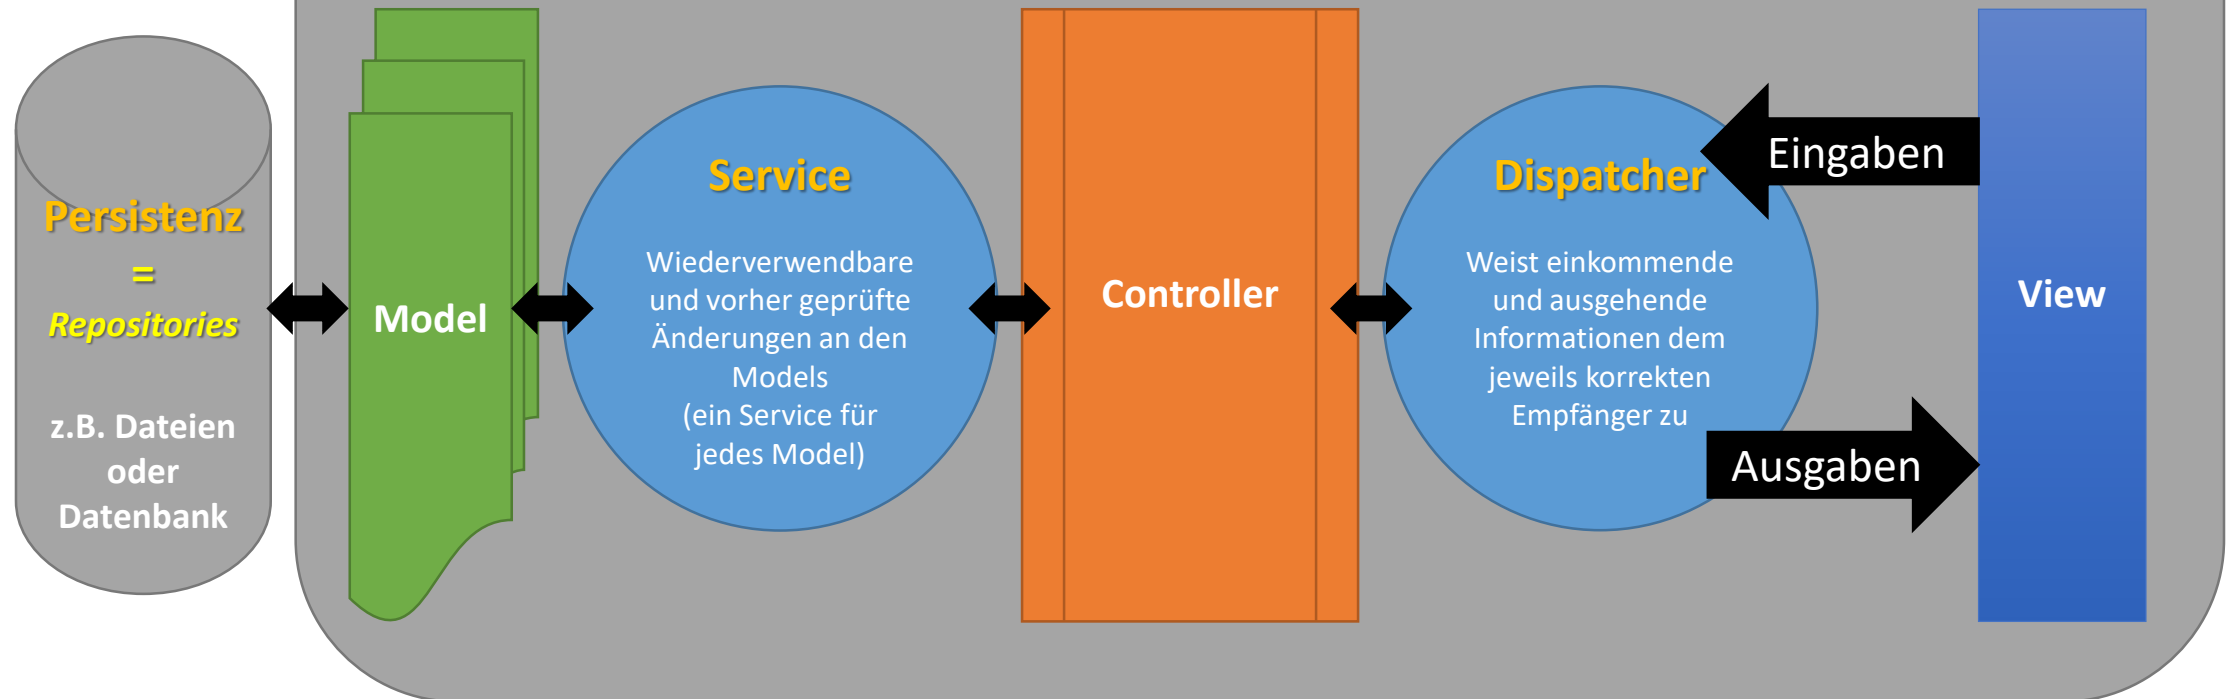 Persistenz
=
Repositories
z.B. Dateien
oder
Datenbank
Model
Service
Wiederverwendbare
und vorher geprüfte
Änderungen an den
Models
(ein Service für
jedes Model)
Controller
Dispatcher
Weist einkommende
und ausgehende
Informationen dem
jeweils korrekten
Empfänger zu
Eingaben
Ausgaben
View